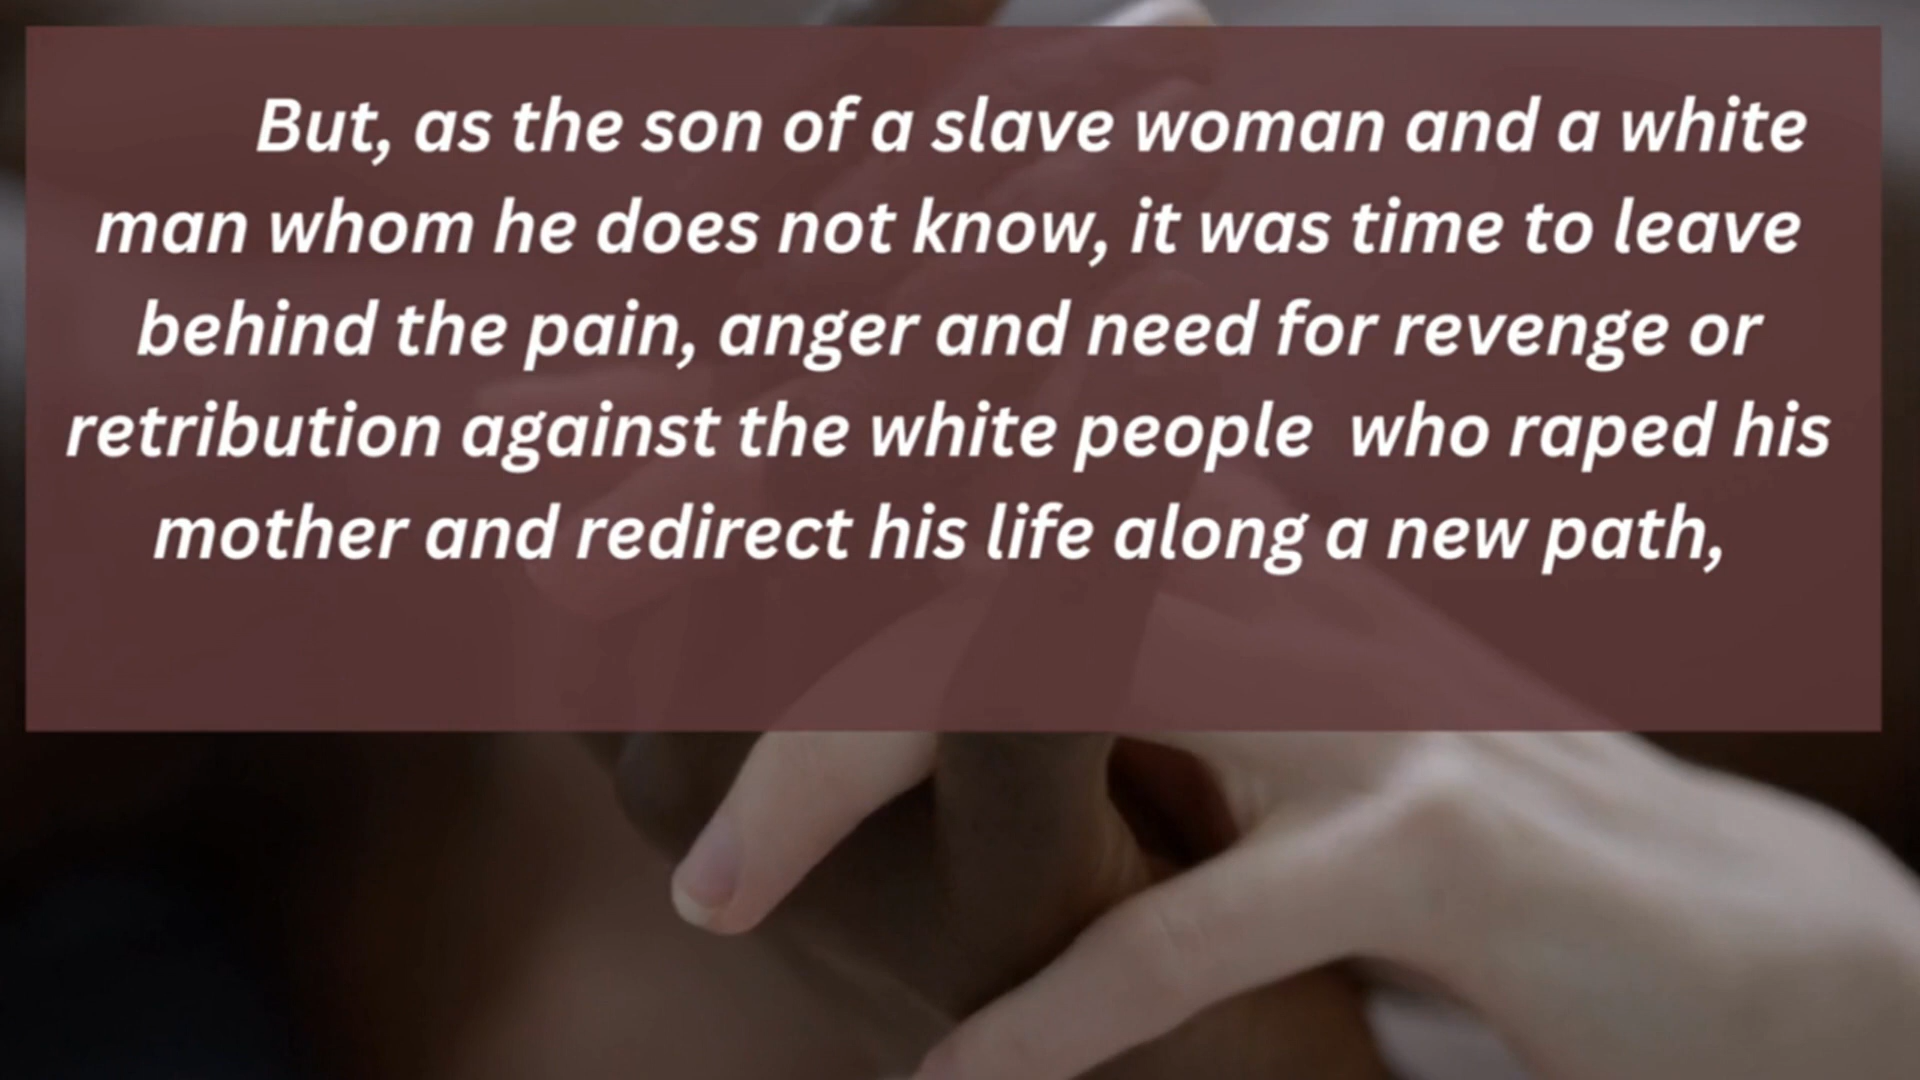 But, as the son of a slave woman and a white
man whom he does not know, it was time to leave
behind the pain, anger and need for revenge or
retribution against the white people  who raped his
mother and redirect his life along a new path,